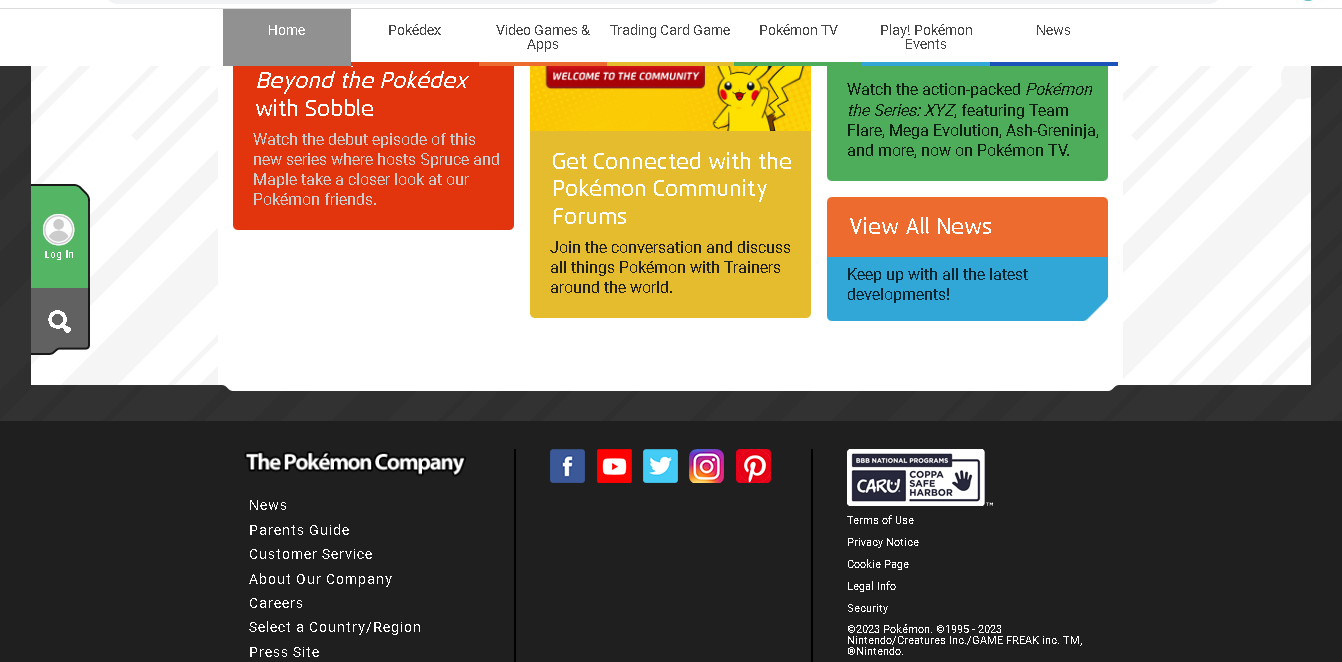 Home
Pokédex
Video Games &
Apps
Trading Card Game
Pokémon TV
Play! Pokémon
Events
News
Beyond the Pokédex
with Sobble
Watch the debut episode of this
new series where hosts Spruce and
Maple take a closer look at our
Pokémon friends.
WELCOME TO THE COMMUNITY
Get Connected with the
Pokémon Community
Forums
Join the conversation and discuss
all things Pokémon with Trainers
around the world.
Watch the action-packed Pokémon
the Series: XYZ, featuring Team
Flare, Mega Evolution, Ash-Greninja,
and more, now on Pokémon TV.
View All News
Keep up with all the latest
developments!
Log In
The Pokémon Company
News
Parents Guide
Customer Service
About Our Company
Careers
Select a Country/Region
Press Site
BBB NATIONAL PROGRAMS
CARU
COPPA
SAFE
HARBOR
™
Terms of Use
Privacy Notice
Cookie Page
Legal Info
Security
©2023 Pokémon. ©1995 - 2023
Nintendo/Creatures Inc./GAME FREAK inc. TM,
®Nintendo.